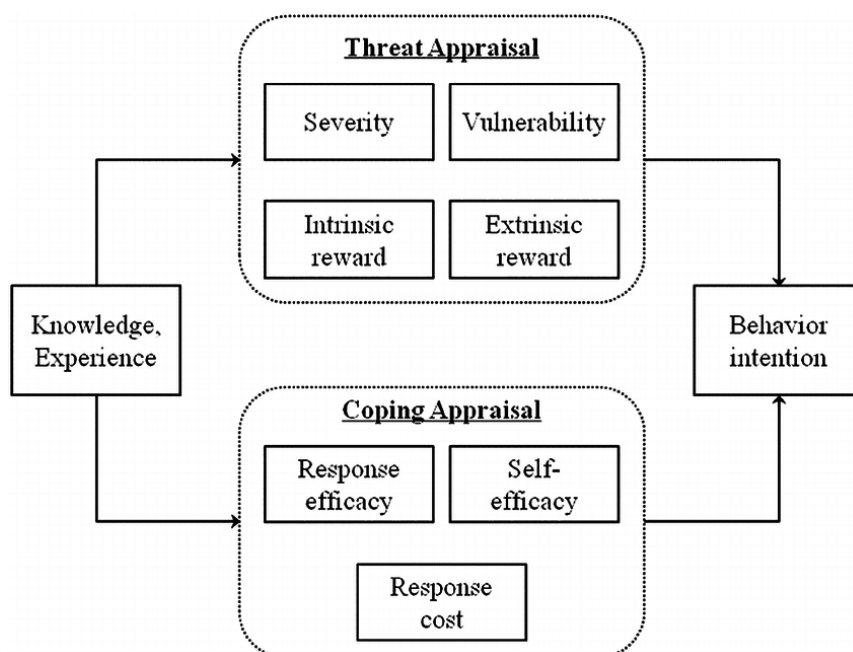 Threat Appraisal
Severity
Vulnerability
Intrinsic
reward
Extrinsic
reward
Knowledge,
Experience
Behavior
intention
Coping Appraisal
Response
efficacy
Self-
efficacy
Response
cost